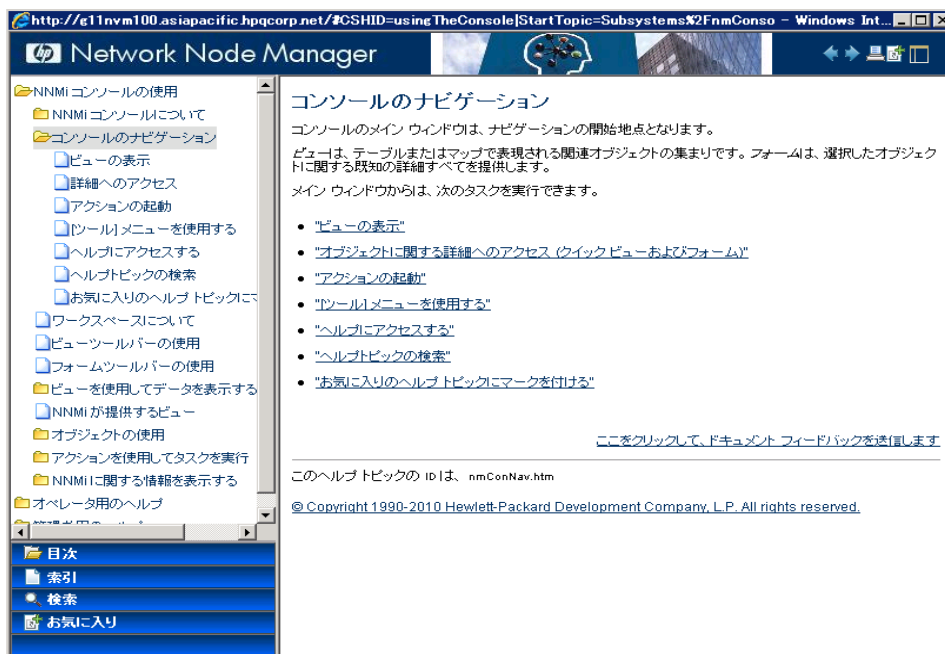 http://g11nvm100.asiapacific.hpqcorp.net/#CSHID=usingTheConsole|StartTopic=Subsystems%2FnmConso - Windows Int...
hp Network Node Manager
NNMi コンソールの使用
NNMi コンソールについて
コンソールのナビゲーション
ビューの表示
詳細へのアクセス
アクションの起動
[ツール] メニューを使用する
ヘルプにアクセスする
ヘルプトピックの検索
お気に入りのヘルプ トピックにマ
ワークスペースについて
ビューツールバーの使用
フォームツールバーの使用
ビューを使用してデータを表示する
NNMi が提供するビュー
オブジェクトの使用
アクションを使用してタスクを実行
NNMi に関する情報を表示する
オペレータ用のヘルプ
目次
索引
検索
お気に入り
コンソールのナビゲーション
コンソールのメイン ウィンドウは、ナビゲーションの開始地点となります。
ビューは、テーブルまたはマップで表現される関連オブジェクトの集まりです。フォームは、選択したオブジェク
トに関する既知の詳細すべてを提供します。
メイン ウィンドウからは、次のタスクを実行できます。
• "ビューの表示"
• "オブジェクトに関する詳細へのアクセス (クイック ビューおよびフォーム)"
• "アクションの起動"
• "[ツール] メニューを使用する"
• "ヘルプにアクセスする"
• "ヘルプトピックの検索"
• "お気に入りのヘルプ トピックにマークを付ける"
ここをクリックして、ドキュメント フィードバックを送信します
このヘルプ トピックの ID は、 nmConNav.htm
© Copyright 1990-2010 Hewlett-Packard Development Company, L.P. All rights reserved.